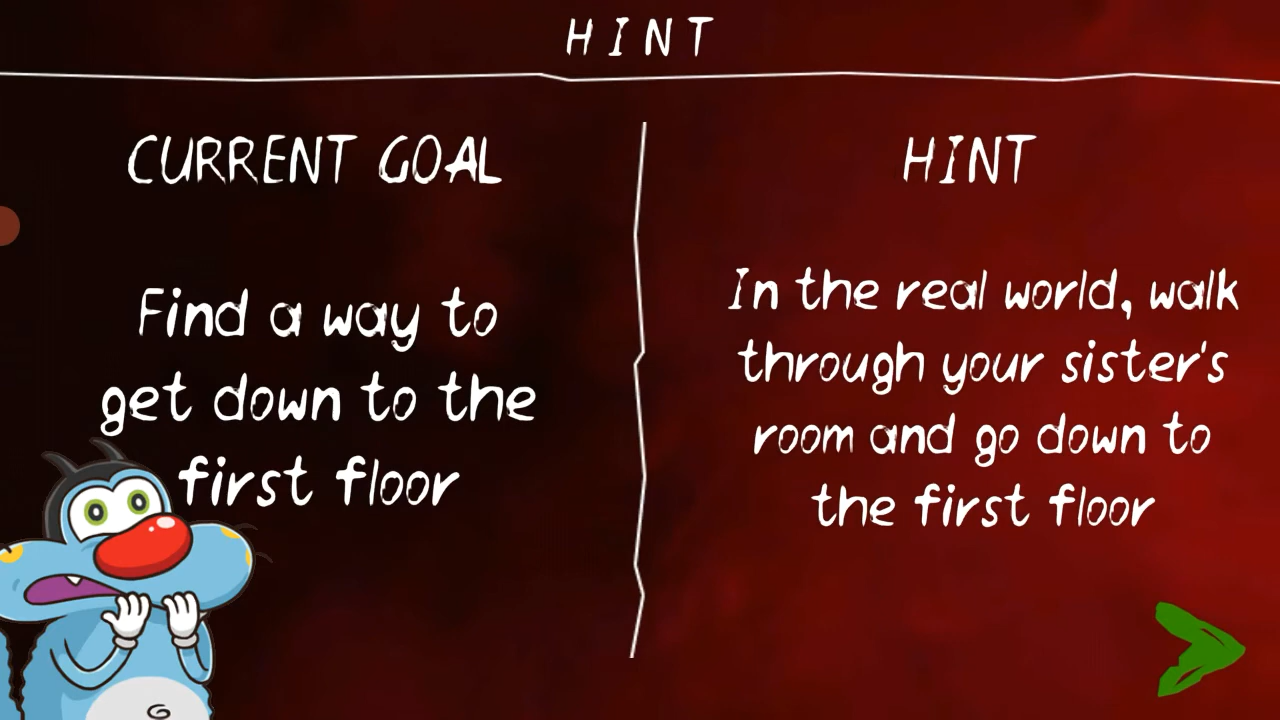 HINT
CURRENT GOAL
Find a way to
get down to the
first floor
HINT
In the real world, walk
through your sister's
room and go down to
the first floor